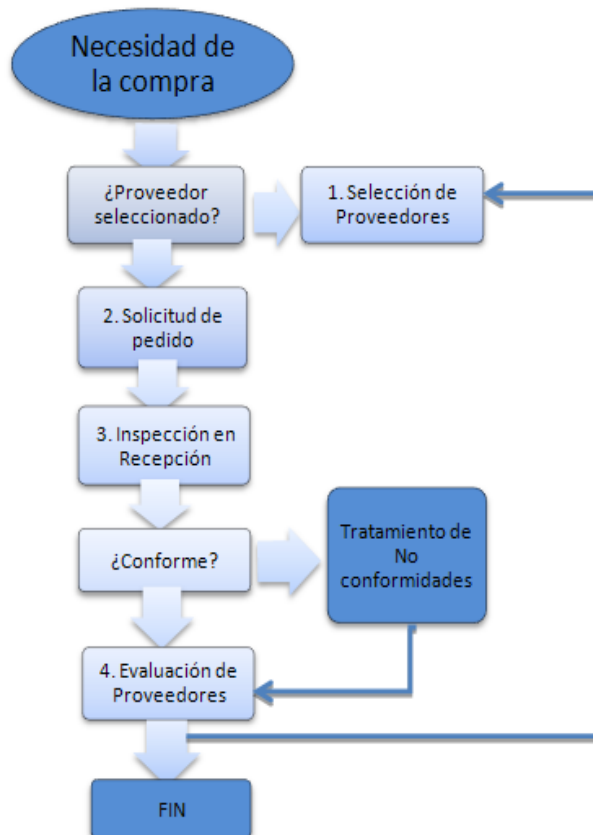 Necesidad de
la compra
¿Proveedor
seleccionado?
1. Selección de
Proveedores
2. Solicitud de
pedido
3. Inspección en
Recepción
¿Conforme?
Tratamiento de
No
conformidades
4. Evaluación de
Proveedores
FIN